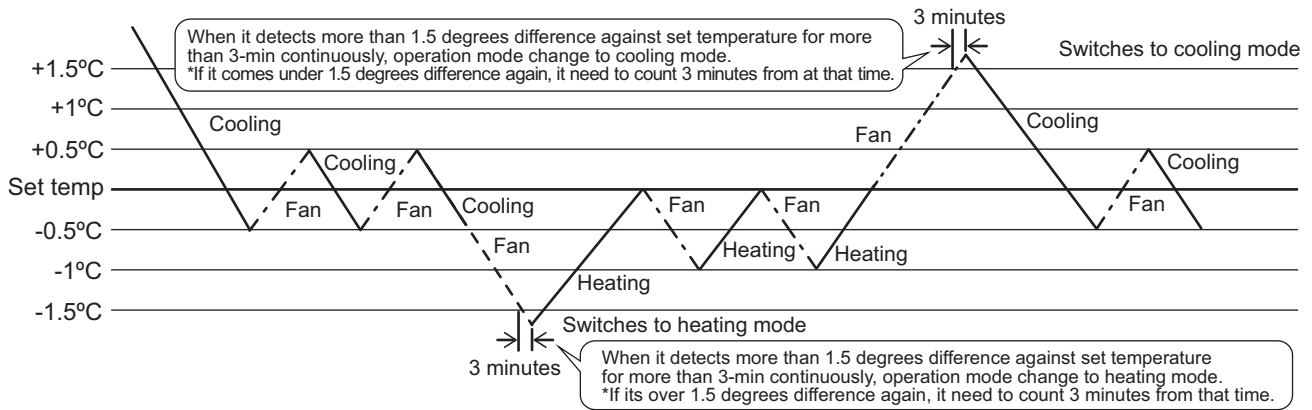 3 minutes
When it detects more than 1.5 degrees difference against set temperature for more
than 3-min continuously, operation mode change to cooling mode.
*If it comes under 1.5 degrees difference again, it need to count 3 minutes from at that time.
Switches to cooling mode
+1.5ºC
+1ºC
Cooling
Fan
Cooling
+0.5ºC
Cooling
Cooling
Set temp
Fan
Fan
Cooling
Fan
Fan
Fan
-0.5ºC
Fan
Heating
Heating
-1ºC
Heating
-1.5ºC
Switches to heating mode
3 minutes
When it detects more than 1.5 degrees difference against set temperature
for more than 3-min continuously, operation mode change to heating mode.
*If its over 1.5 degrees difference again, it need to count 3 minutes from that time.